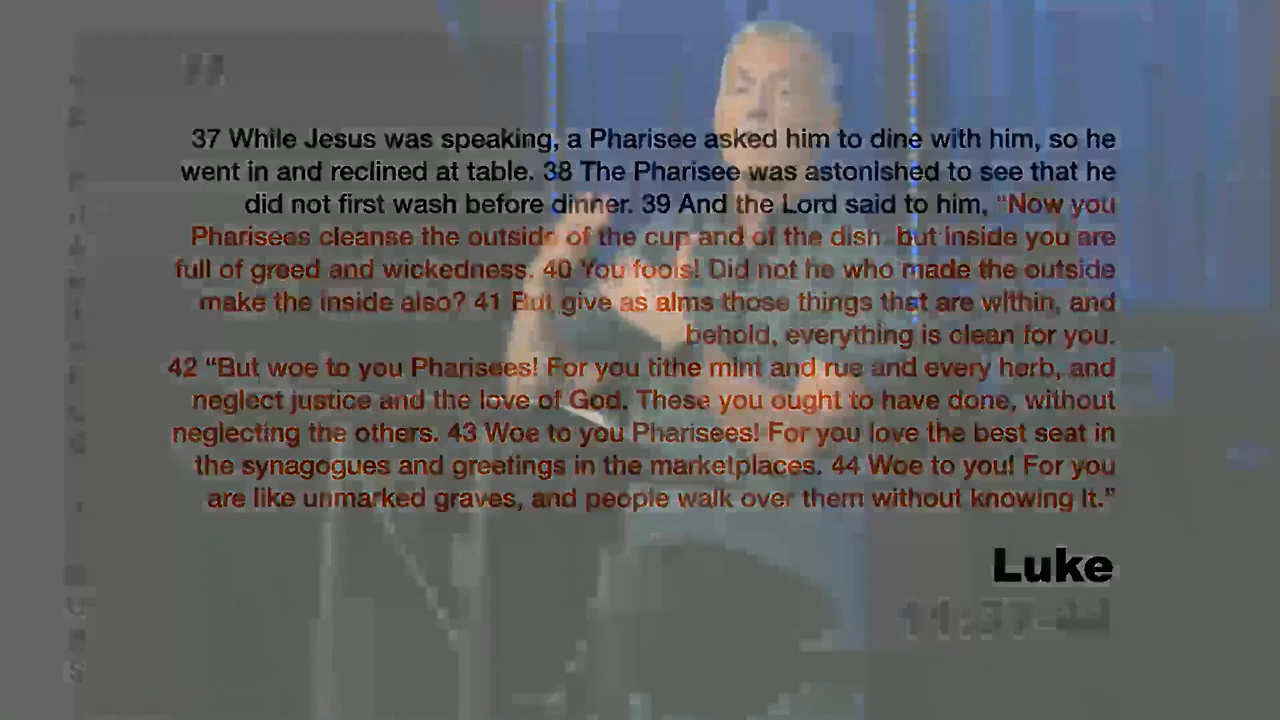 37 While Jesus was speaking, a Pharisee asked him to dine with him, so he
went in and reclined at table. 38 The Pharisee was astonished to see that he
did not first wash before dinner. 39 And the Lord said to him, “Now you
Pharisees cleanse the outside of the cup and of the dish, but inside you are
full of greed and wickedness. 40 You fools! Did not he who made the outside
make the inside also? 41 But give as alms those things that are within, and
behold, everything is clean for you.
42 “But woe to you Pharisees! For you tithe mint and rue and every herb, and
neglect justice and the love of God. These you ought to have done, without
neglecting the others. 43 Woe to you Pharisees! For you love the best seat in
the synagogues and greetings in the marketplaces. 44 Woe to you! For you
are like unmarked graves, and people walk over them without knowing it.”
Luke
11:37-44